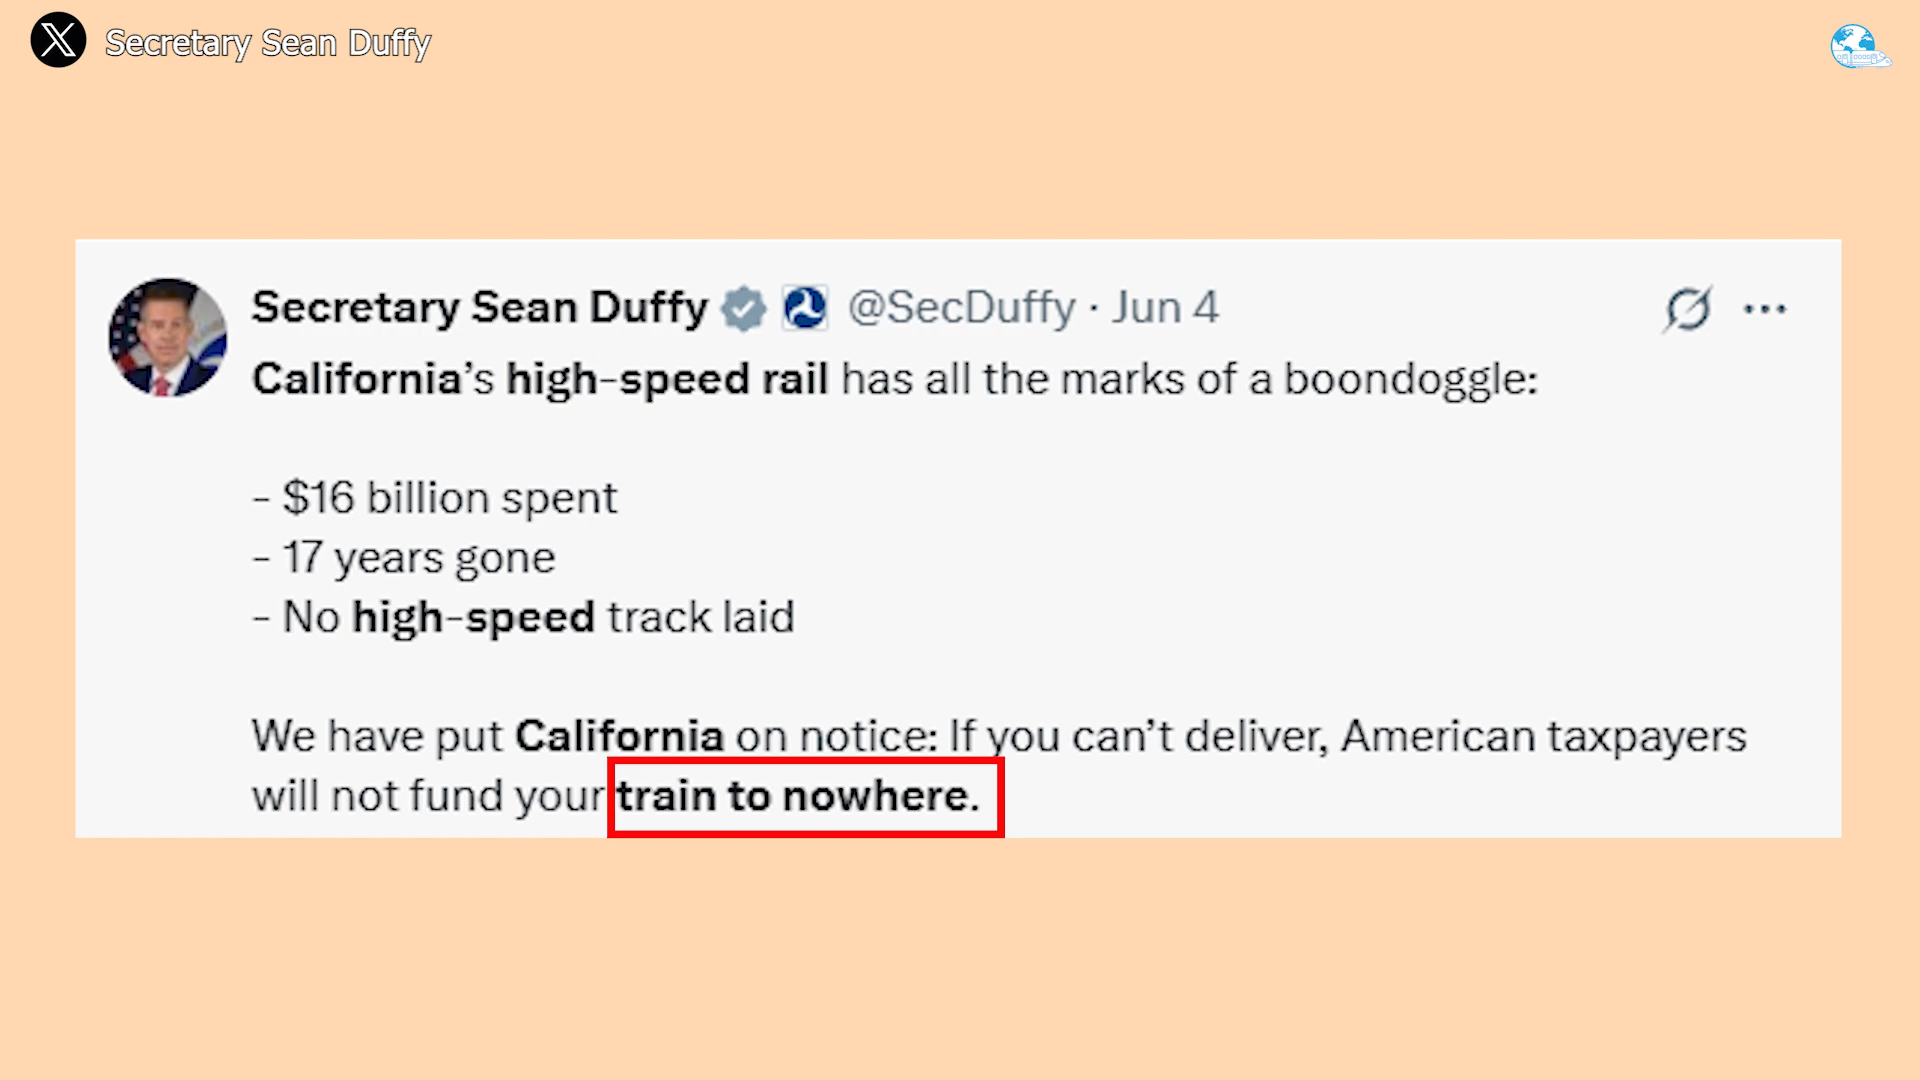 Secretary Sean Duffy
Secretary Sean Duffy @SecDuffy · Jun 4
California's high-speed rail has all the marks of a boondoggle:
- $16 billion spent
- 17 years gone
- No high-speed track laid
We have put California on notice: If you can't deliver, American taxpayers
will not fund your train to nowhere.